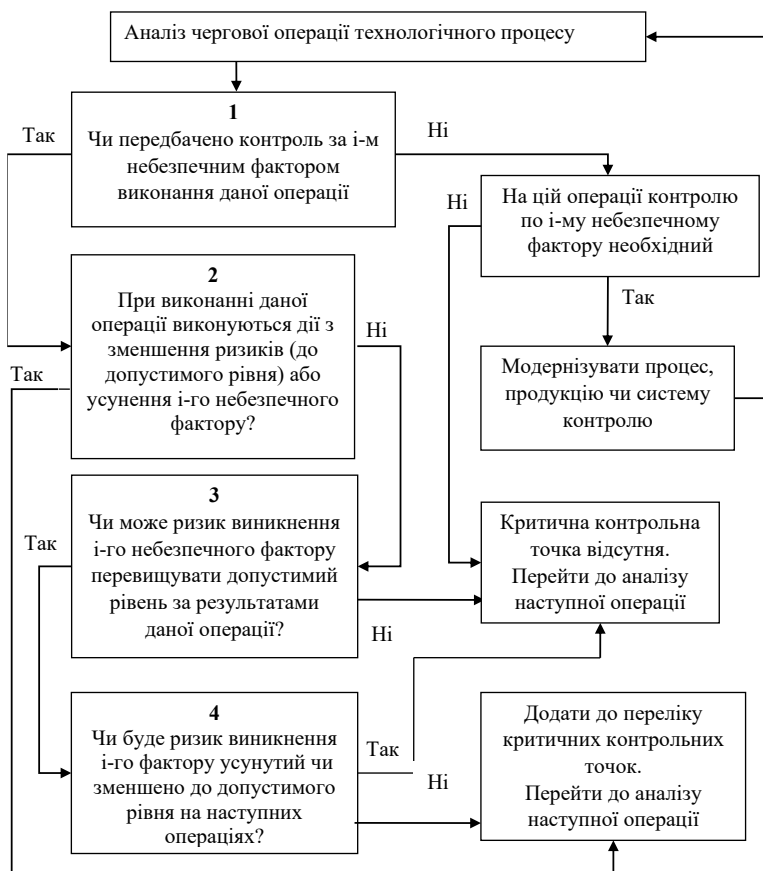 Аналіз чергової операції технологічного процесу
1
Чи передбачено контроль за і-м
небезпечним фактором
виконання даної операції
Так
Ні
На цій операції контролю
по і-му небезпечному
фактору необхідний
Ні
Так
2
При виконанні даної
операції виконуються дії з
зменшення ризиків (до
допустимого рівня) або
усунення і-го небезпечного
фактору?
Ні
Так
Модернізувати процес,
продукцію чи систему
контролю
3
Чи може ризик виникнення
і-го небезпечного фактору
перевищувати допустимий
рівень за результатами
даної операції?
Так
Ні
Критична контрольна
точка відсутня.
Перейти до аналізу
наступної операції
4
Чи буде ризик виникнення
і-го фактору усунутий чи
зменшено до допустимого
рівня на наступних
операціях?
Так
Ні
Додати до переліку
критичних контрольних
точок.
Перейти до аналізу
наступної операції